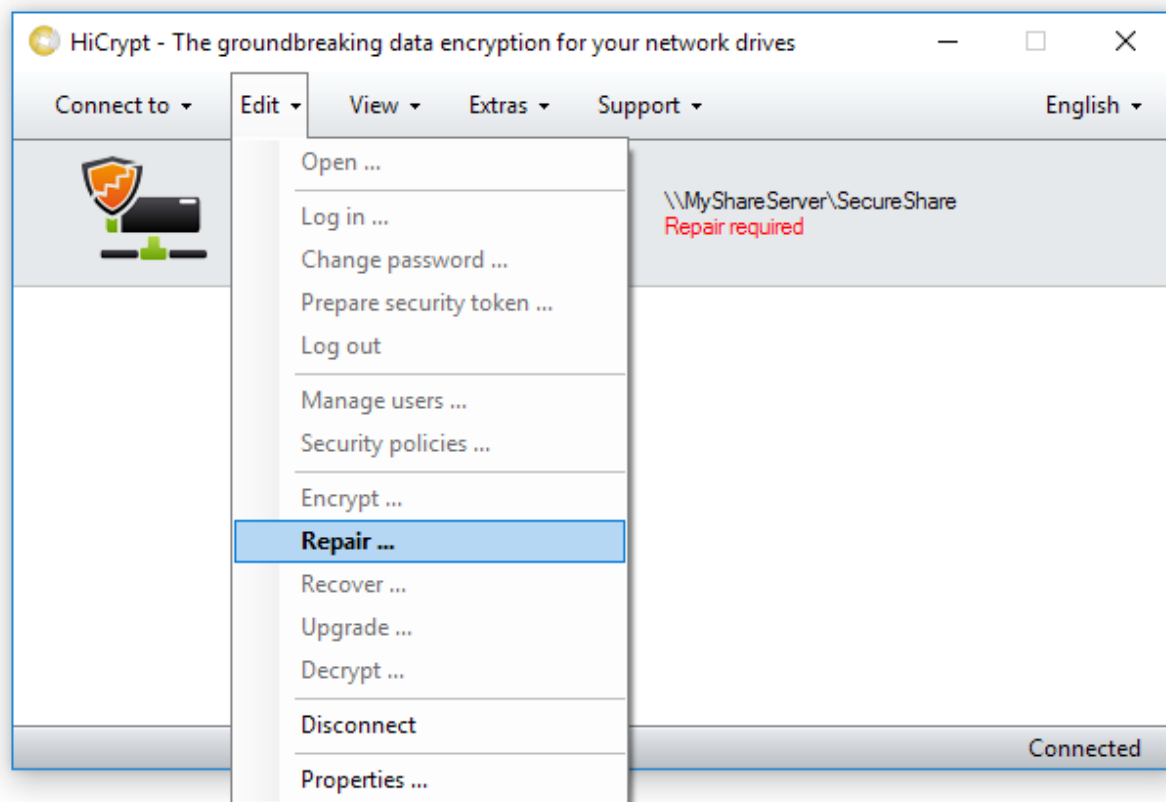 HiCrypt - The groundbreaking data encryption for your network drives
Connect to Edit View Extras Support English
Open ...
\\MyShareServer\SecureShare
Repair required
Log in ...
Change password ...
Prepare security token ...
Log out
Manage users ...
Security policies ...
Encrypt ...
Repair ...
Recover ...
Upgrade ...
Decrypt ...
Disconnect
Connected
Properties ...